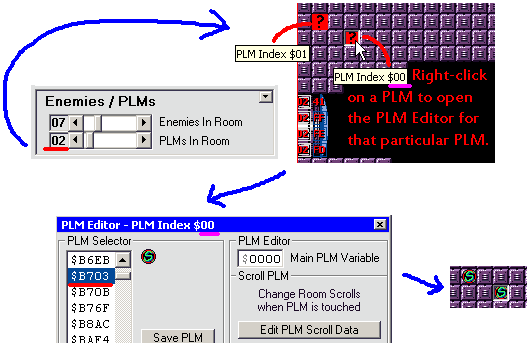 ?
?
PLM Index $01
PLM Index $00
Right-click
on a PLM to open
the PLM Editor for
that particular PLM.
Enemies / PLMs
07 Enemies In Room
02 PLMs In Room
PLM Editor - PLM Index $00
PLM Selector
$B6EB
$B703
$B70B
$B76F
$B8AC
$BAF4
S
Save PLM
PLM Editor
$0000 Main PLM Variable
Scroll PLM
Change Room Scrolls
when PLM is touched
Edit PLM Scroll Data
S
S